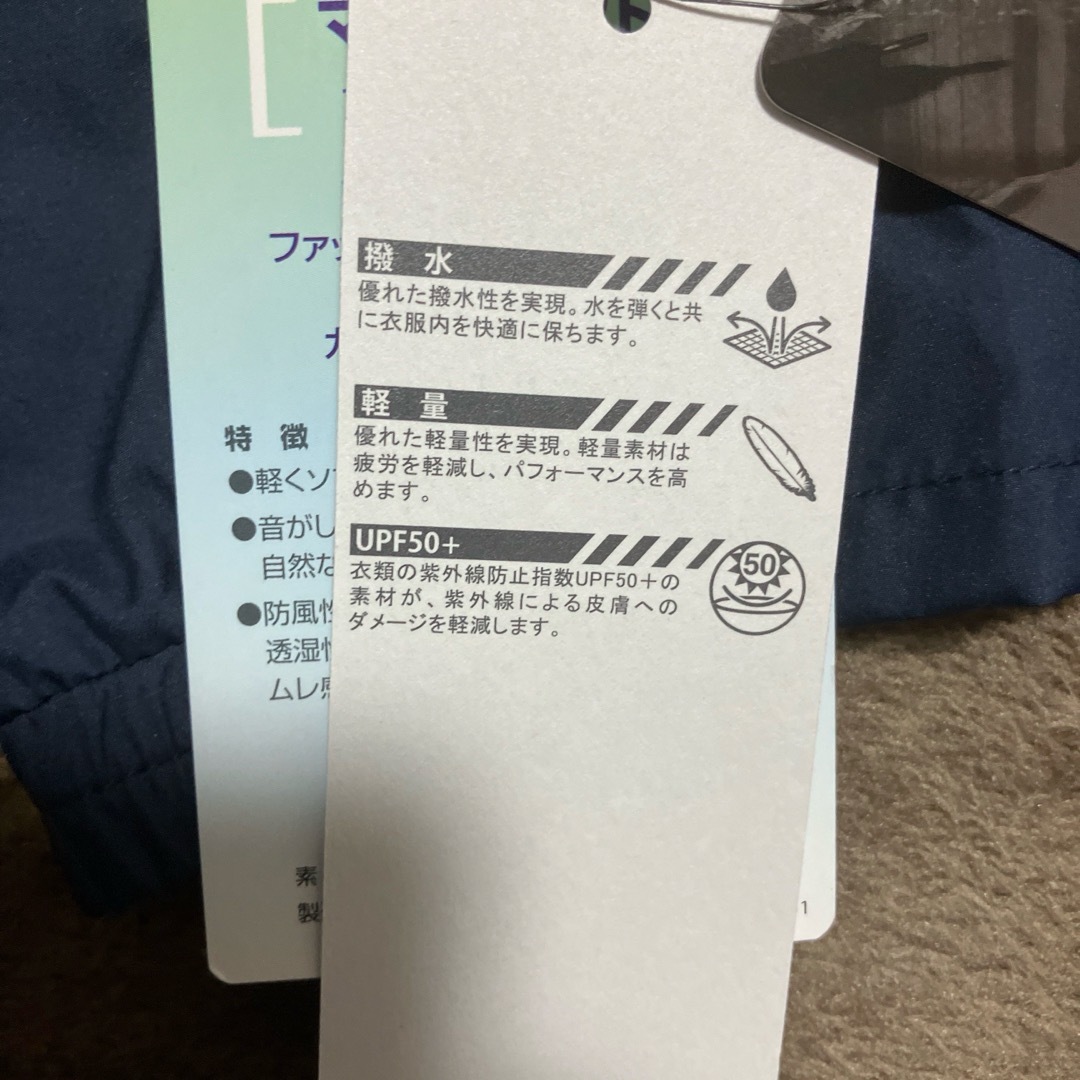 撥 水
優れた撥水性を実現。水を弾くと共
に衣服内を快適に保ちます。
軽 量
優れた軽量性を実現。軽量素材は
疲労を軽減し、パフォーマンスを高
めます。
UPF50+
衣類の紫外線防止指数UPF50+の
素材が、紫外線による皮膚への
ダメージを軽減します。
50
ファッ
特 徴
●軽くソフ
●音がし
自然な
●防風性
透湿性
ムレ感
素
製
1